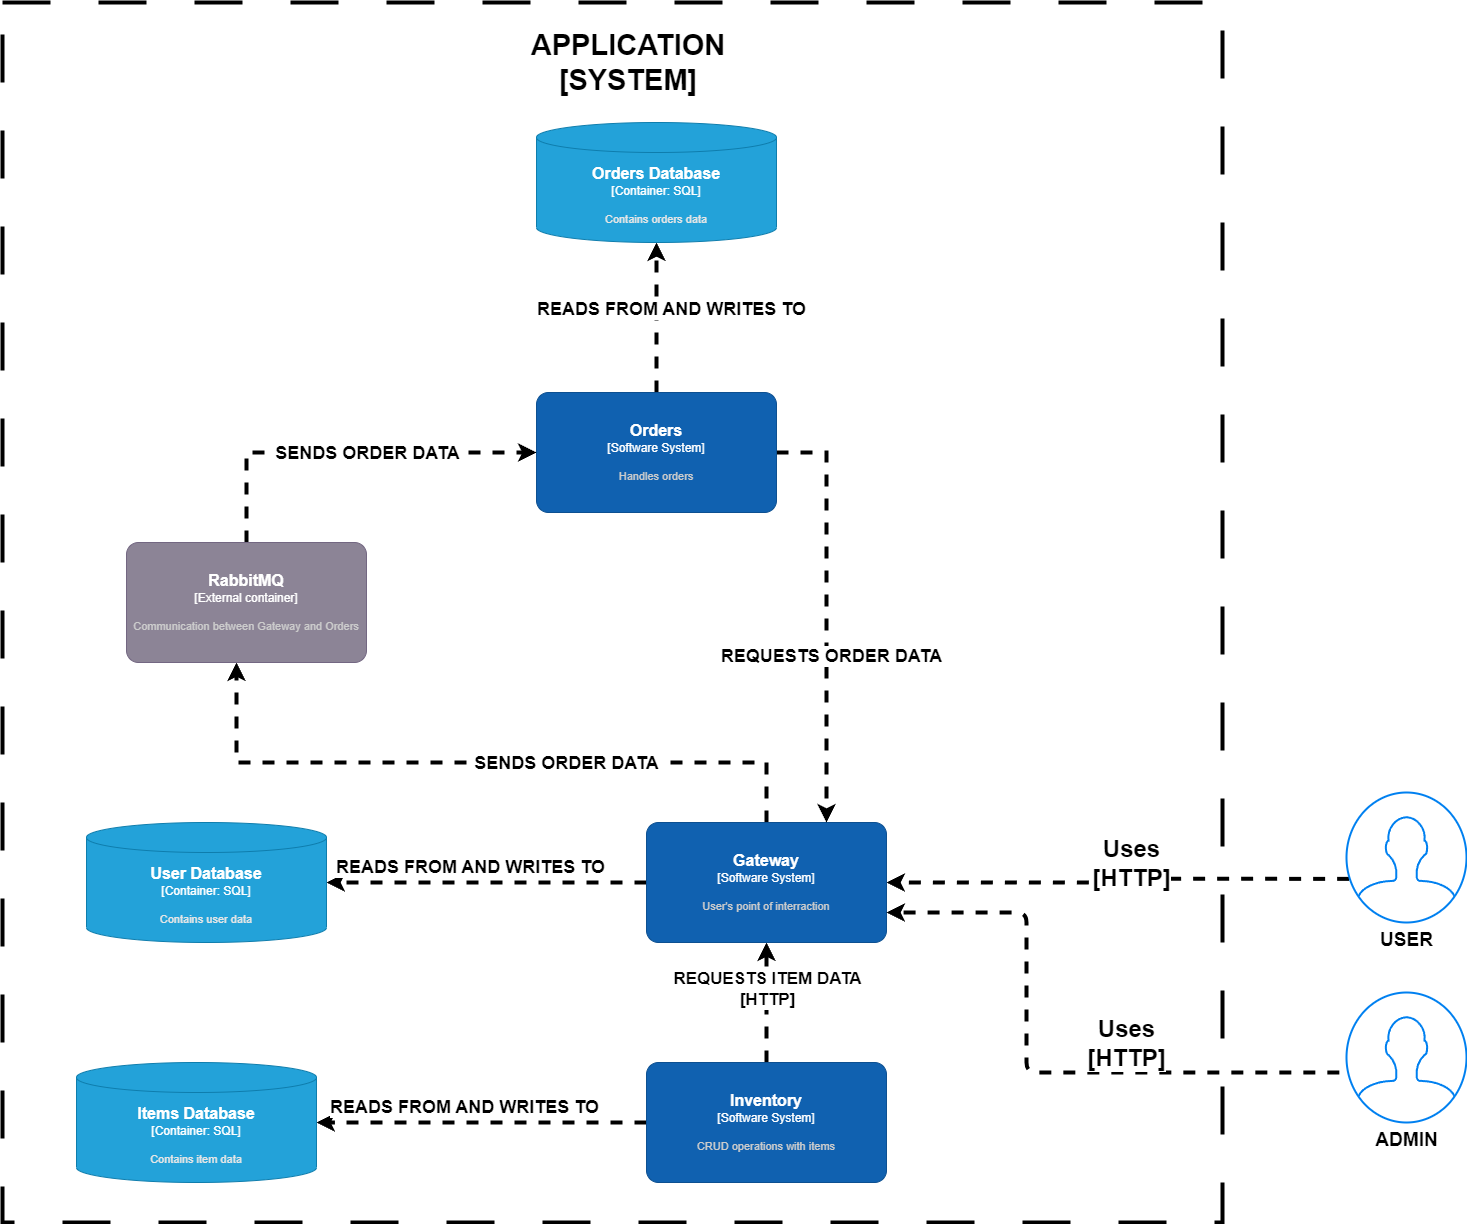 APPLICATION
[SYSTEM]
Orders Database
[Container: SQL]
Contains orders data
READS FROM AND WRITES TO
Orders
[Software System]
Handles orders
SENDS ORDER DATA
RabbitMQ
[External container]
Communication between Gateway and Orders
REQUESTS ORDER DATA
SENDS ORDER DATA
User Database
[Container: SQL]
Contains user data
READS FROM AND WRITES TO
Gateway
[Software System]
User's point of interraction
Uses
[HTTP]
USER
REQUESTS ITEM DATA
[HTTP]
Uses
[HTTP]
ADMIN
Items Database
[Container: SQL]
Contains item data
READS FROM AND WRITES TO
Inventory
[Software System]
CRUD operations with items